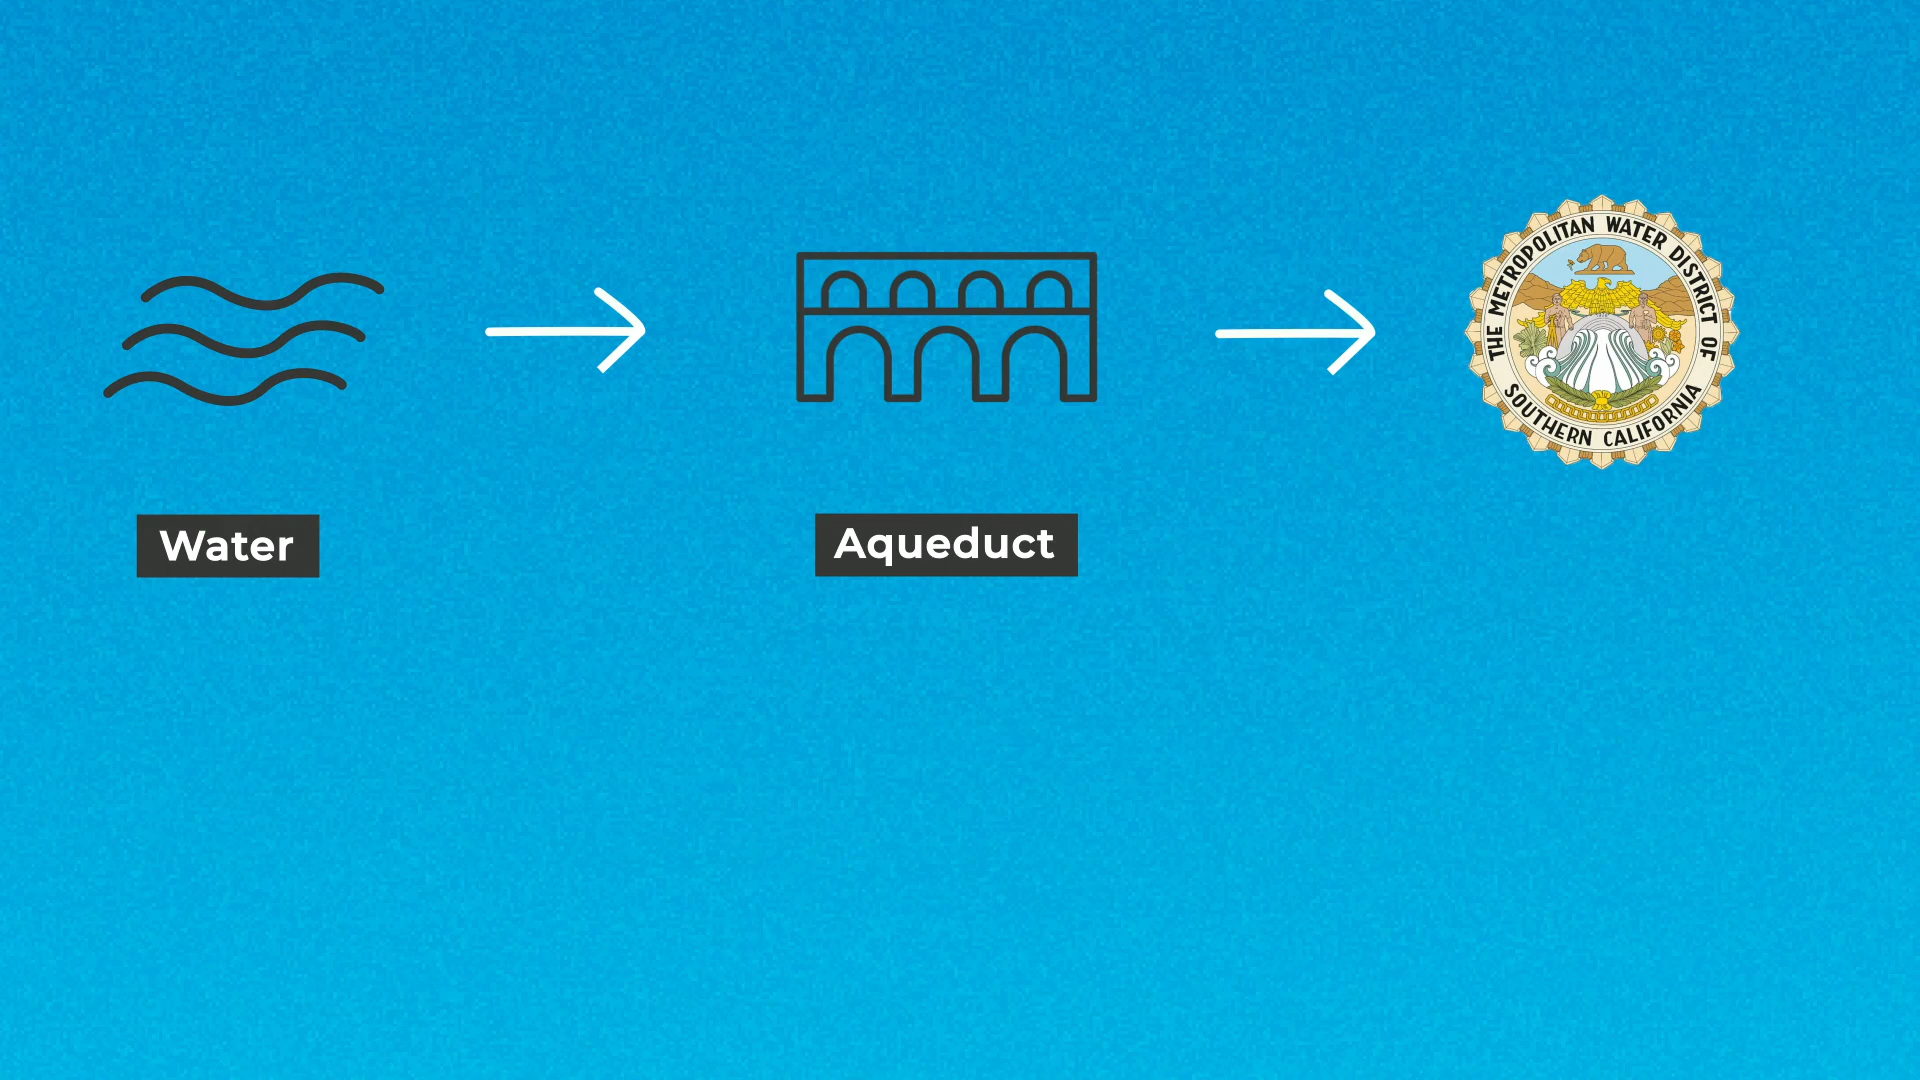 THE METROPOLITAN WATER DISTRICT OF
SOUTHERN CALIFORNIA
Water
Aqueduct